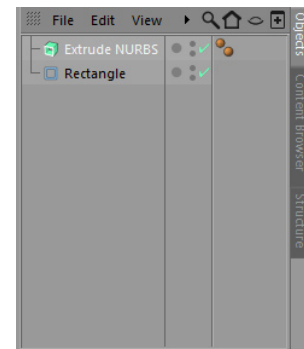 File Edit View
Extrude NURBS
Rectangle
Objects
Content Browser
Structure